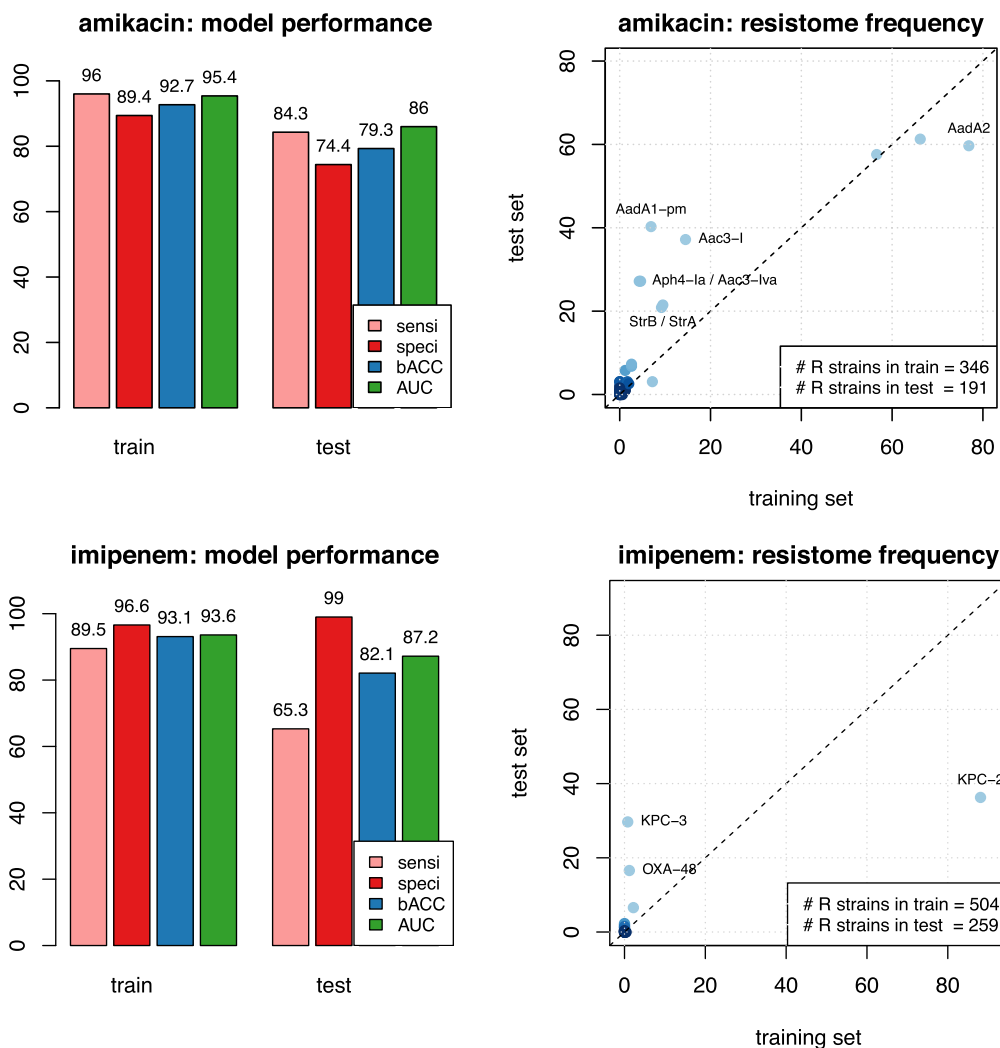 amikacin: model performance
100
80
60
40
20
0
96
89.4
92.7
95.4
84.3
74.4
79.3
86
sensi
speci
bACC
AUC
train
test
amikacin: resistome frequency
test set
80
60
40
20
0
AadA2
AadA1−pm
Aac3−I
Aph4−Ia / Aac3−Iva
StrB / StrA
# R strains in train = 346
# R strains in test = 191
0 20 40 60 80
training set
imipenem: model performance
100
80
60
40
20
0
89.5
96.6
93.1
93.6
65.3
99
82.1
87.2
sensi
speci
bACC
AUC
train
test
imipenem: resistome frequency
test set
80
60
40
20
0
KPC−2
KPC−3
OXA−48
# R strains in train = 504
# R strains in test = 259
0 20 40 60 80
training set